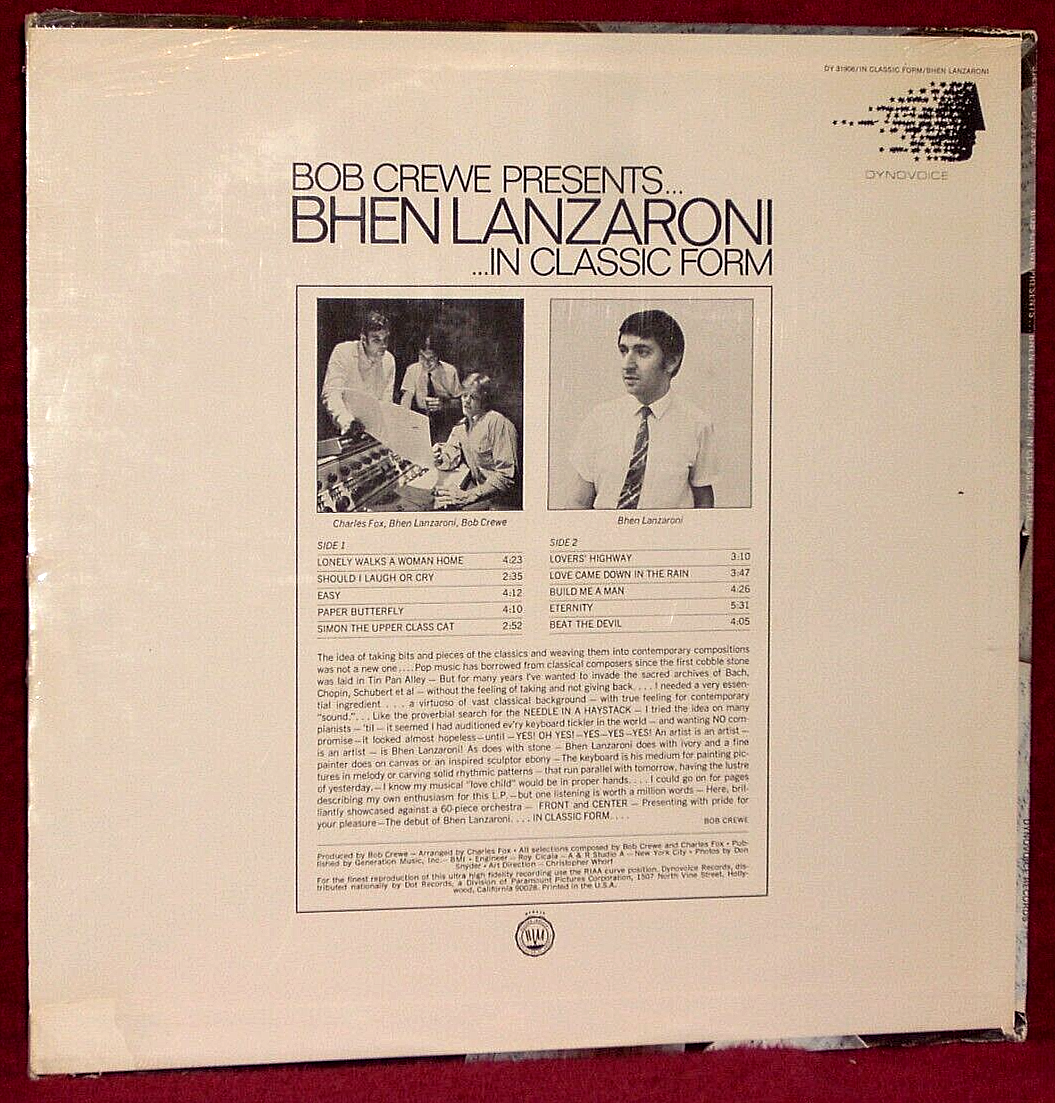 DY 31906/IN CLASSIC FORM/BHEN LANZARONI
DYNOVOICE
BOB CREWE PRESENTS...
BHEN LANZARONI
...IN CLASSIC FORM
Charles Fox, Bhen Lanzaroni, Bob Crewe
Bhen Lanzaroni
SIDE 1
LONELY WALKS A WOMAN HOME 4:23
SHOULD I LAUGH OR CRY 2:35
EASY 4:12
PAPER BUTTERFLY 4:10
SIMON THE UPPER CLASS CAT 2:52
SIDE 2
LOVERS' HIGHWAY 3:10
LOVE CAME DOWN IN THE RAIN 3:47
BUILD ME A MAN 4:26
ETERNITY 5:31
BEAT THE DEVIL 4:05
The idea of taking bits and pieces of the classics and weaving them into contemporary compositions
was not a new one....Pop music has borrowed from classical composers since the first cobble stone
was laid in Tin Pan Alley — But for many years I've wanted to invade the sacred archives of Bach,
Chopin, Schubert et al — without the feeling of taking and not giving back.... I needed a very essen-
tial ingredient .... a virtuoso of vast classical background — with true feeling for contemporary
"sound."... Like the proverbial search for the NEEDLE IN A HAYSTACK — I tried the idea on many
pianists — 'til — it seemed I had auditioned ev'ry keyboard tickler in the world — and wanting NO com-
promise—it looked almost hopeless—until —YES! OH YES!—YES—YES—YES! An artist is an artist —
is an artist — is Bhen Lanzaroni! As does with stone — Bhen Lanzaroni does with ivory and a fine
painter does on canvas or an inspired sculptor ebony —The keyboard is his medium for painting pic-
tures in melody or carving solid rhythmic patterns — that run parallel with tomorrow, having the lustre
of yesterday.—I know my musical "love child" would be in proper hands.... I could go on for pages
describing my own enthusiasm for this L.P. —but one listening is worth a million words — Here, bril-
liantly showcased against a 60-piece orchestra — FRONT and CENTER — Presenting with pride for
your pleasure—The debut of Bhen Lanzaroni.... IN CLASSIC FORM....
BOB CREWE
Produced by Bob Crewe — Arranged by Charles Fox • All selections composed by Bob Crewe and Charles Fox • Pub-
lished by Generation Music, Inc.— BMI • Engineer — Roy Cicala — A & R Studio A — New York City • Photos by Don
Snyder • Art Direction — Christopher Whorf
For the finest reproduction of this ultra high fidelity recording use the RIAA curve position. Dynovoice Records, dis-
tributed nationally by Dot Records, a Division of Paramount Pictures Corporation, 1507 North Vine Street, Holly-
wood, California 90028. Printed in the U.S.A.